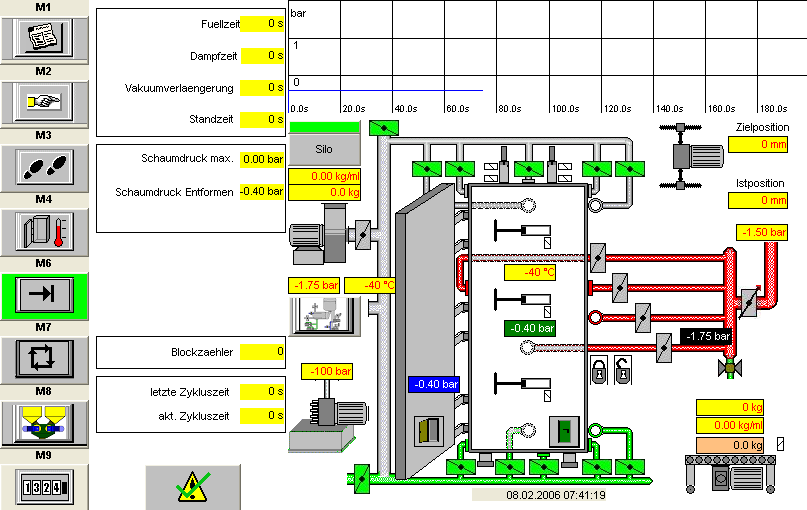 M1
M2
M3
M4
M6
M7
M8
M9
1 3 2 4
Fuellzeit 0 s
Dampfzeit 0 s
Vakuumverlaengerung 0 s
Standzeit 0 s
Schaumdruck max. 0.00 bar
Schaumdruck Entformen -0.40 bar
Blockzaehler 0
letzte Zykluszeit 0 s
akt. Zykluszeit 0 s
bar
1
0
0.0s 20.0s 40.0s 60.0s 80.0s 100.0s 120.0s 140.0s 160.0s 180.0s
Silo
0.00 kg/ml
0.0 kg
-1.75 bar -40 °C
-100 bar
-0.40 bar
-40 °C
-0.40 bar
Zielposition
0 mm
Istposition
0 mm
-1.50 bar
-1.75 bar
0 kg
0.00 kg/ml
0.0 kg
08.02.2006 07:41:19